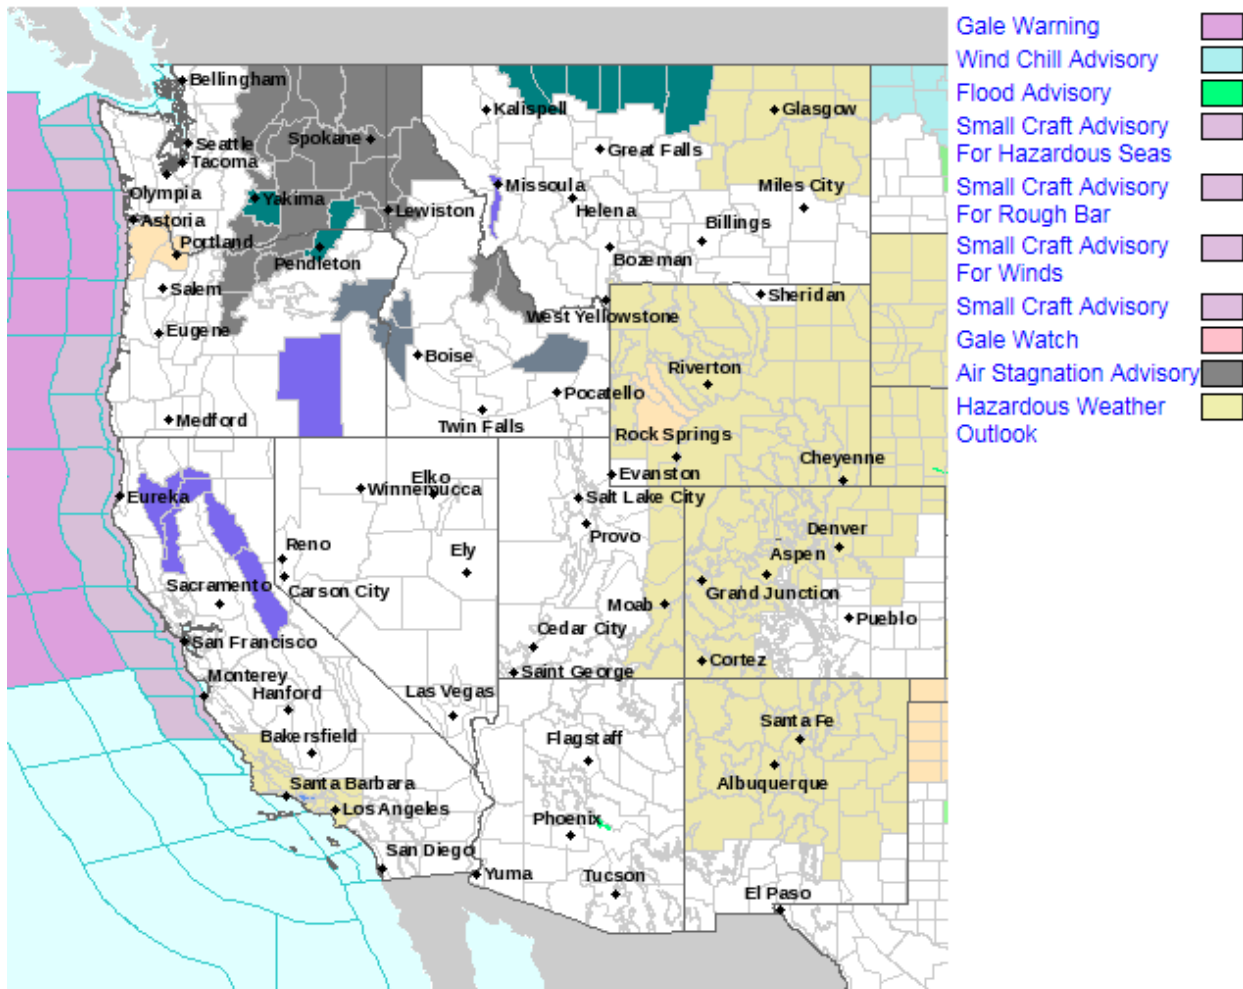 Gale Warning
Wind Chill Advisory
Flood Advisory
Small Craft Advisory
For Hazardous Seas
Small Craft Advisory
For Rough Bar
Small Craft Advisory
For Winds
Small Craft Advisory
Gale Watch
Air Stagnation Advisory
Hazardous Weather
Outlook
Bellingham
Kalispell
Glasgow
Spokane
Seattle
Great Falls
Tacoma
Olympia
Missoula
Miles City
Yakima
Helena
Lewiston
Astoria
Billings
Portland
Pendleton
Bozeman
Salem
Sheridan
West Yellowstone
Eugene
Boise
Riverton
Pocatello
Medford
Twin Falls
Rock Springs
Cheyenne
Evanston
Elko
Winnemucca
Eureka
Salt Lake City
Provo
Denver
Reno
Ely
Aspen
Sacramento
Carson City
Grand Junction
Moab
Pueblo
Cedar City
San Francisco
Cortez
Saint George
Monterey
Hanford
Las Vegas
Santa Fe
Bakersfield
Flagstaff
Albuquerque
Santa Barbara
Los Angeles
Phoenix
San Diego
Yuma
Tucson
El Paso